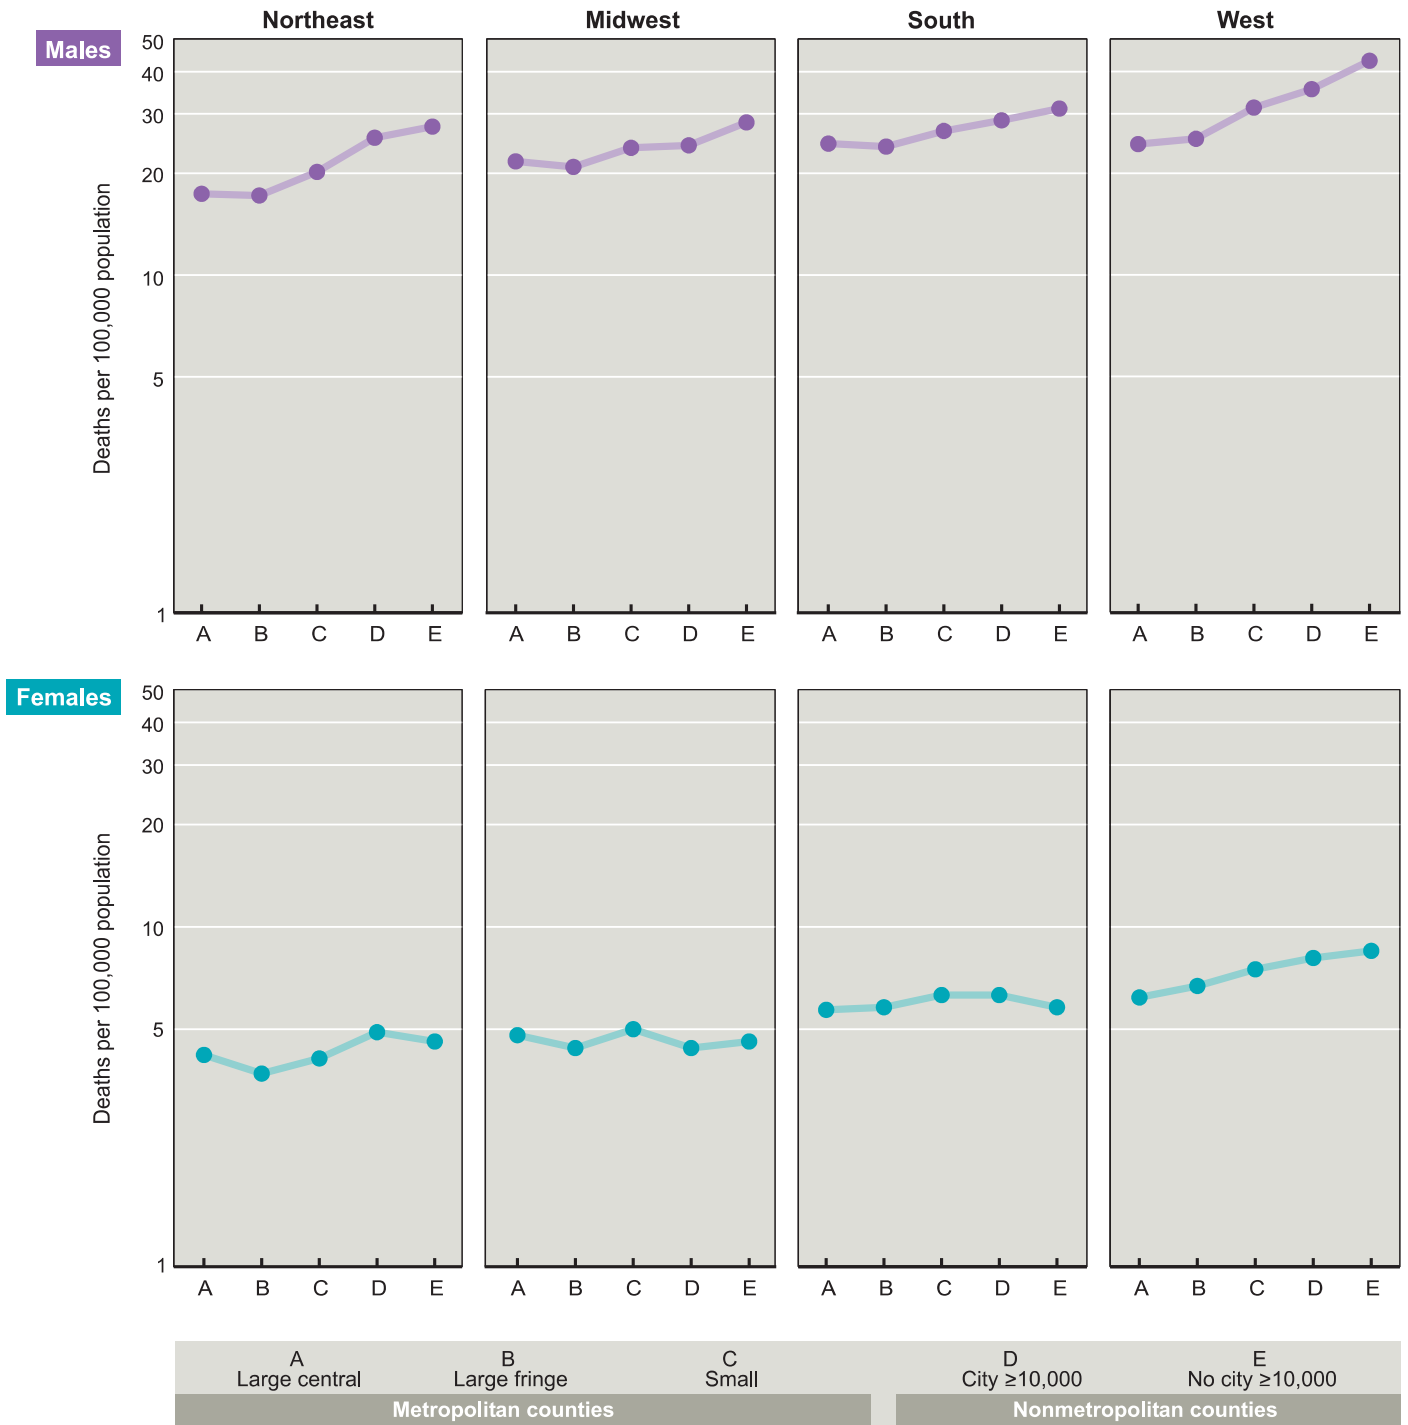 Northeast Midwest South West
Males
50
40
30
20
10
5
1
Deaths per 100,000 population
A B C D E A B C D E A B C D E A B C D E
Females
50
40
30
20
10
5
1
Deaths per 100,000 population
A B C D E A B C D E A B C D E A B C D E
A B C D E
Large central Large fringe Small City ≥10,000 No city ≥10,000
Metropolitan counties Nonmetropolitan counties